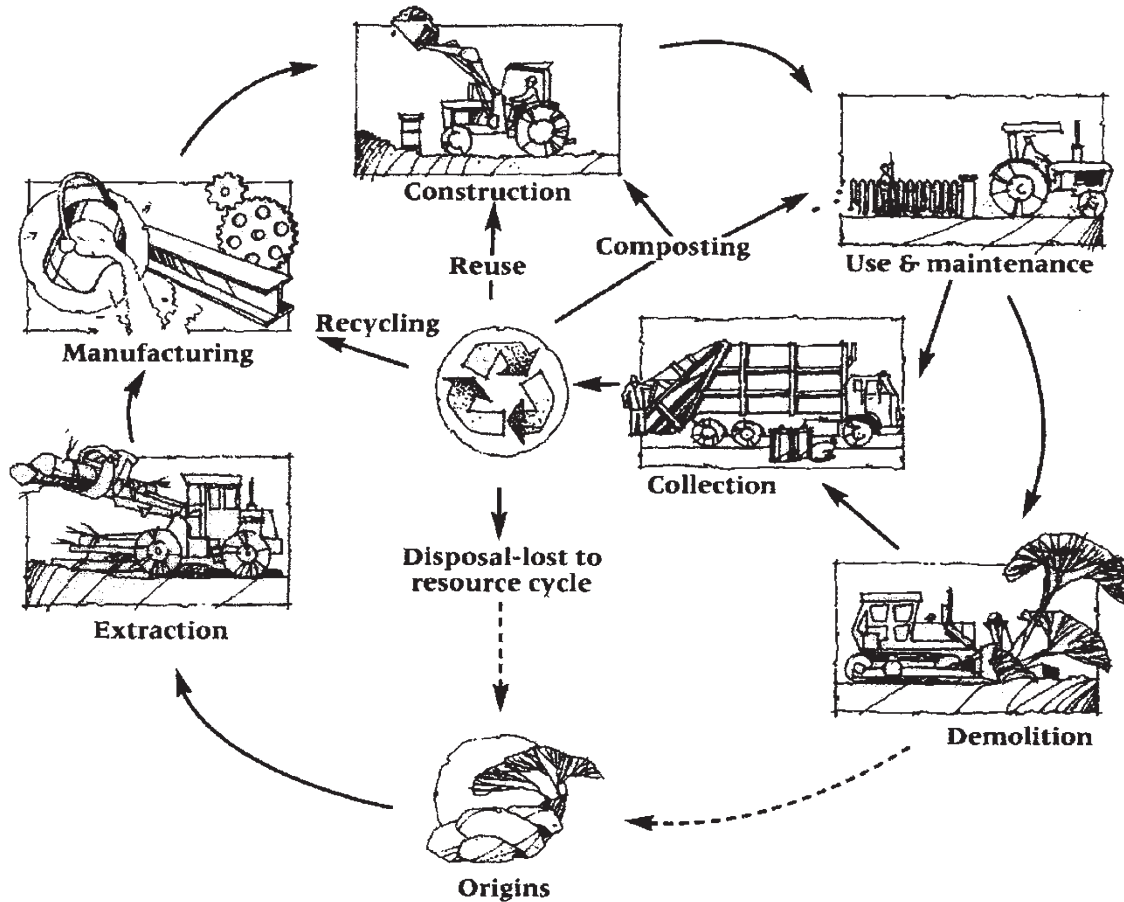 Construction
Composting
Use & maintenance
Reuse
Recycling
Manufacturing
Collection
Disposal-lost to
resource cycle
Extraction
Demolition
Origins